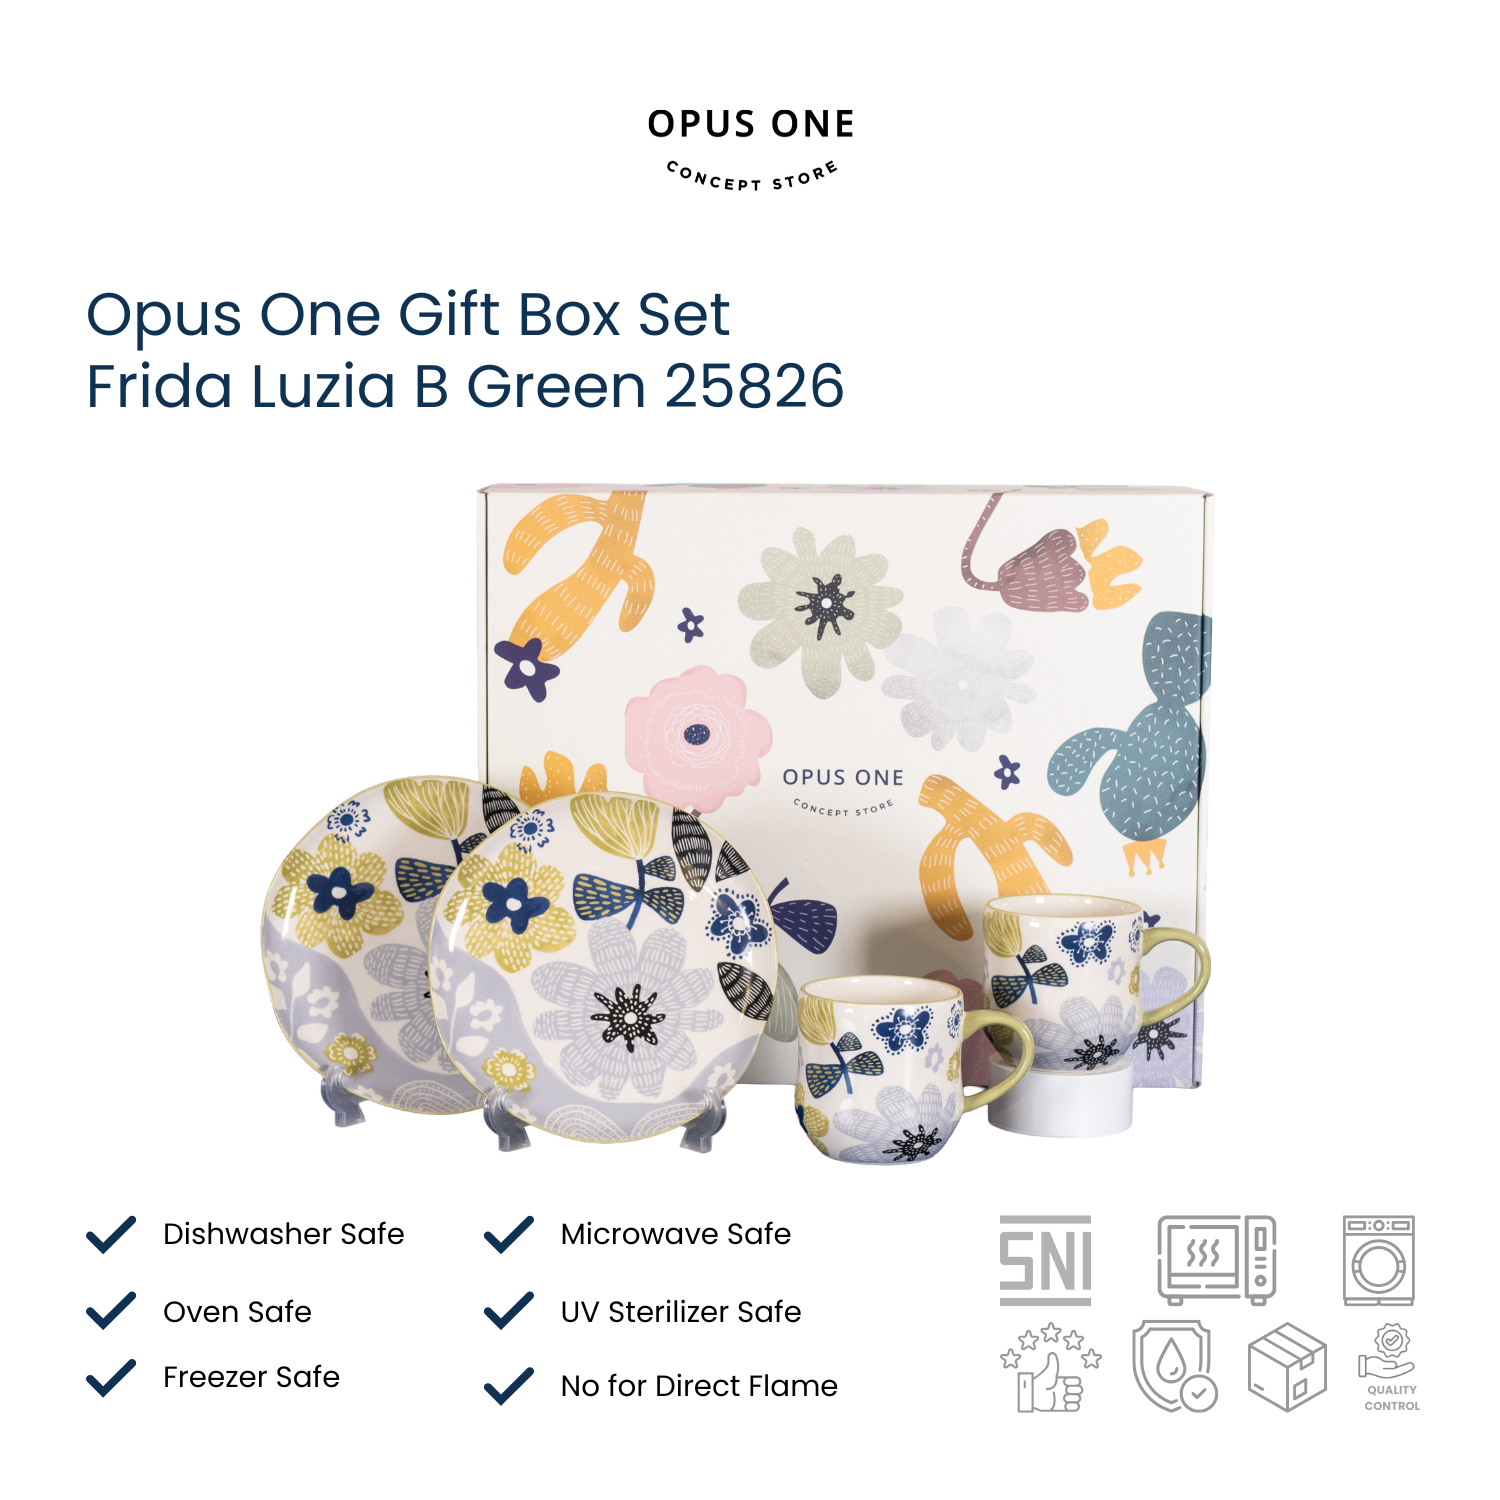 OPUS ONE
CONCEPT STORE
Opus One Gift Box Set
Frida Luzia B Green 25826
OPUS ONE
CONCEPT STORE
Dishwasher Safe
Microwave Safe
Oven Safe
UV Sterilizer Safe
Freezer Safe
No for Direct Flame
SNI
QUALITY
CONTROL